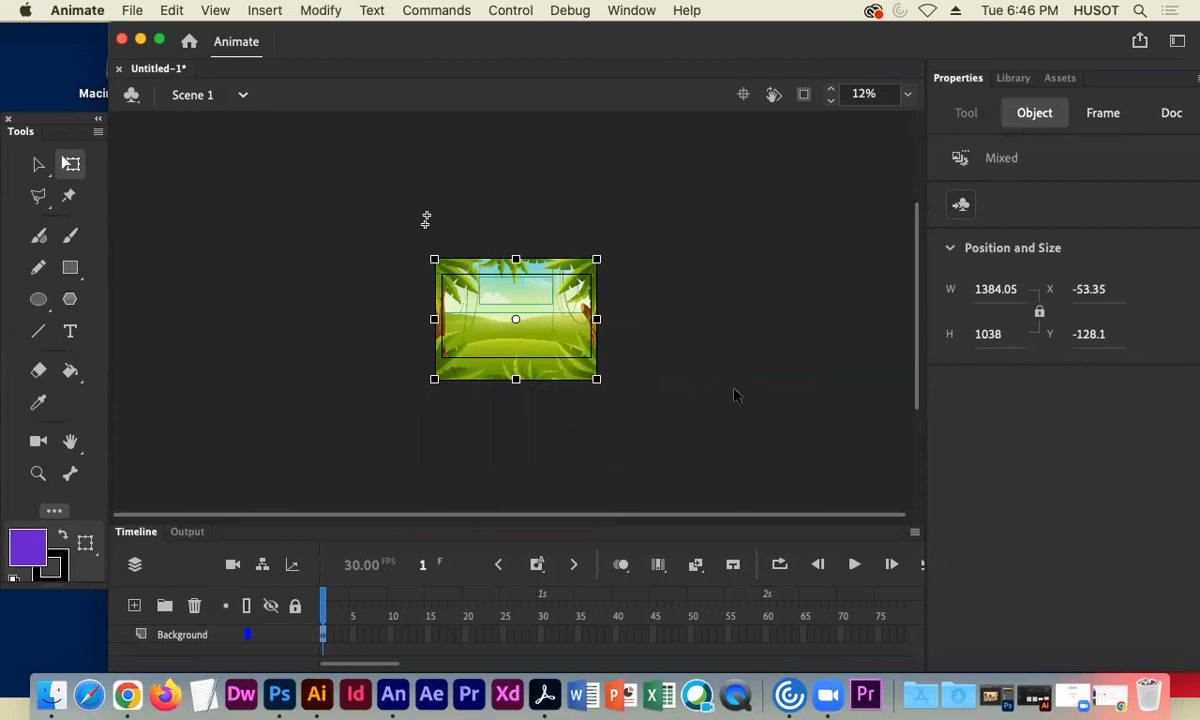 Animate File Edit View Insert Modify Text Commands Control Debug Window Help Tue 6:46 PM HUSOT
Animate
Untitled-1*
Macin
Scene 1 12%
Tools
Properties Library Assets
Tool Object Frame Doc
Mixed
Position and Size
W 1384.05 X -53.35
H 1038 Y -128.1
Timeline Output
30.00 FPS 1 F
1s 2s
5 10 15 20 25 30 35 40 45 50 55 60 65 70 75
Background
Dw Ps Ai Id An Ae Pr Xd W P X Pr